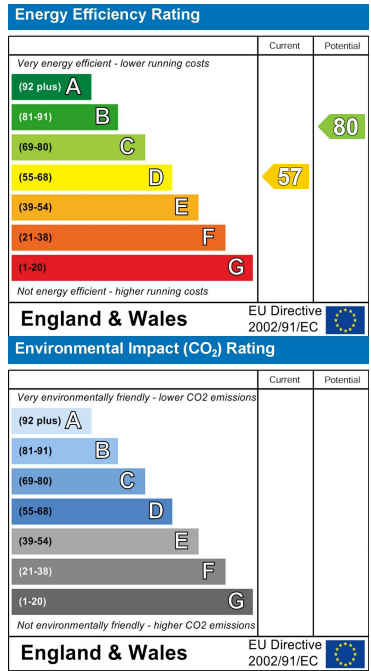 Energy Efficiency Rating
Current Potential
Very energy efficient - lower running costs
(92 plus) A
(81-91) B
80
(69-80) C
(55-68) D
57
(39-54) E
(21-38) F
(1-20) G
Not energy efficient - higher running costs
England & Wales
EU Directive
2002/91/EC
Environmental Impact (CO₂) Rating
Current Potential
Very environmentally friendly - lower CO2 emissions
(92 plus) A
(81-91) B
(69-80) C
(55-68) D
(39-54) E
(21-38) F
(1-20) G
Not environmentally friendly - higher CO2 emissions
England & Wales
EU Directive
2002/91/EC